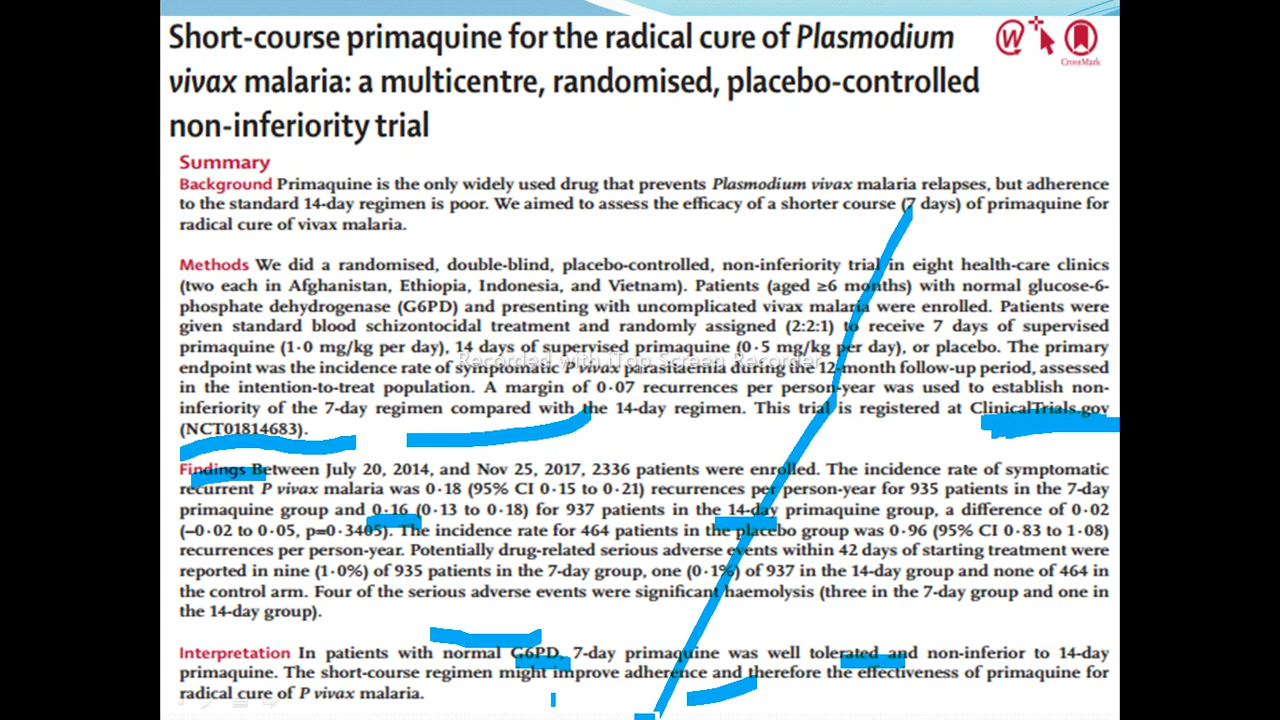 Short-course primaquine for the radical cure of Plasmodium
vivax malaria: a multicentre, randomised, placebo-controlled
non-inferiority trial
CrossMark
Summary
Background Primaquine is the only widely used drug that prevents Plasmodium vivax malaria relapses, but adherence
to the standard 14-day regimen is poor. We aimed to assess the efficacy of a shorter course (7 days) of primaquine for
radical cure of vivax malaria.
Methods We did a randomised, double-blind, placebo-controlled, non-inferiority trial in eight health-care clinics
(two each in Afghanistan, Ethiopia, Indonesia, and Vietnam). Patients (aged ≥6 months) with normal glucose-6-
phosphate dehydrogenase (G6PD) and presenting with uncomplicated vivax malaria were enrolled. Patients were
given standard blood schizontocidal treatment and randomly assigned (2:2:1) to receive 7 days of supervised
primaquine (1·0 mg/kg per day), 14 days of supervised primaquine (0·5 mg/kg per day), or placebo. The primary
Recorded with iTop Screen Recorder
endpoint was the incidence rate of symptomatic P vivax parasitaemia during the 12-month follow-up period, assessed
in the intention-to-treat population. A margin of 0·07 recurrences per person-year was used to establish non-
inferiority of the 7-day regimen compared with the 14-day regimen. This trial is registered at ClinicalTrials.gov
(NCT01814683).
Findings Between July 20, 2014, and Nov 25, 2017, 2336 patients were enrolled. The incidence rate of symptomatic
recurrent P vivax malaria was 0·18 (95% CI 0·15 to 0·21) recurrences per person-year for 935 patients in the 7-day
primaquine group and 0·16 (0·13 to 0·18) for 937 patients in the 14-day primaquine group, a difference of 0·02
(–0·02 to 0·05, p=0·3405). The incidence rate for 464 patients in the placebo group was 0·96 (95% CI 0·83 to 1·08)
recurrences per person-year. Potentially drug-related serious adverse events within 42 days of starting treatment were
reported in nine (1·0%) of 935 patients in the 7-day group, one (0·1%) of 937 in the 14-day group and none of 464 in
the control arm. Four of the serious adverse events were significant haemolysis (three in the 7-day group and one in
the 14-day group).
Interpretation In patients with normal G6PD, 7-day primaquine was well tolerated and non-inferior to 14-day
primaquine. The short-course regimen might improve adherence and therefore the effectiveness of primaquine for
radical cure of P vivax malaria.